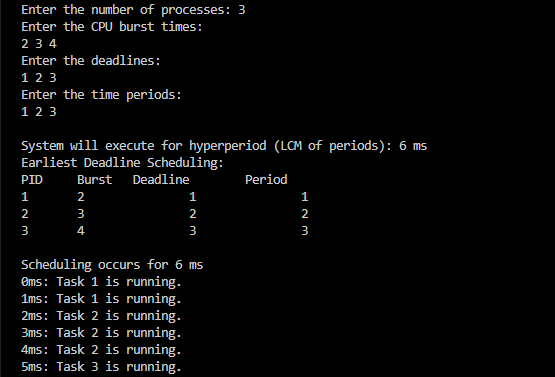 Enter the number of processes: 3
Enter the CPU burst times:
2 3 4
Enter the deadlines:
1 2 3
Enter the time periods:
1 2 3
System will execute for hyperperiod (LCM of periods): 6 ms
Earliest Deadline Scheduling:
PID Burst Deadline Period
1 2 1 1
2 3 2 2
3 4 3 3
Scheduling occurs for 6 ms
0ms: Task 1 is running.
1ms: Task 1 is running.
2ms: Task 2 is running.
3ms: Task 2 is running.
4ms: Task 2 is running.
5ms: Task 3 is running.